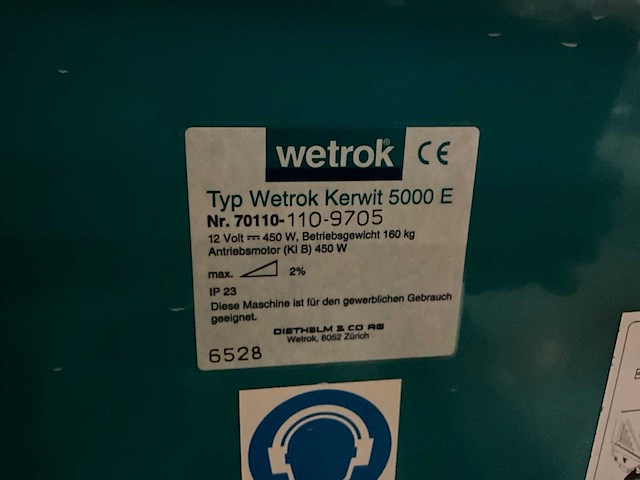 wetrok® CE
Typ Wetrok Kerwit 5000 E
Nr. 70110-110-9705
12 Volt ⎓ 450 W, Betriebsgewicht 160 kg
Antriebsmotor (Kl B) 450 W
max. 2%
IP 23
Diese Maschine ist für den gewerblichen Gebrauch
geeignet.
DIETHELM & CO AG
Wetrok, 8052 Zürich
6528